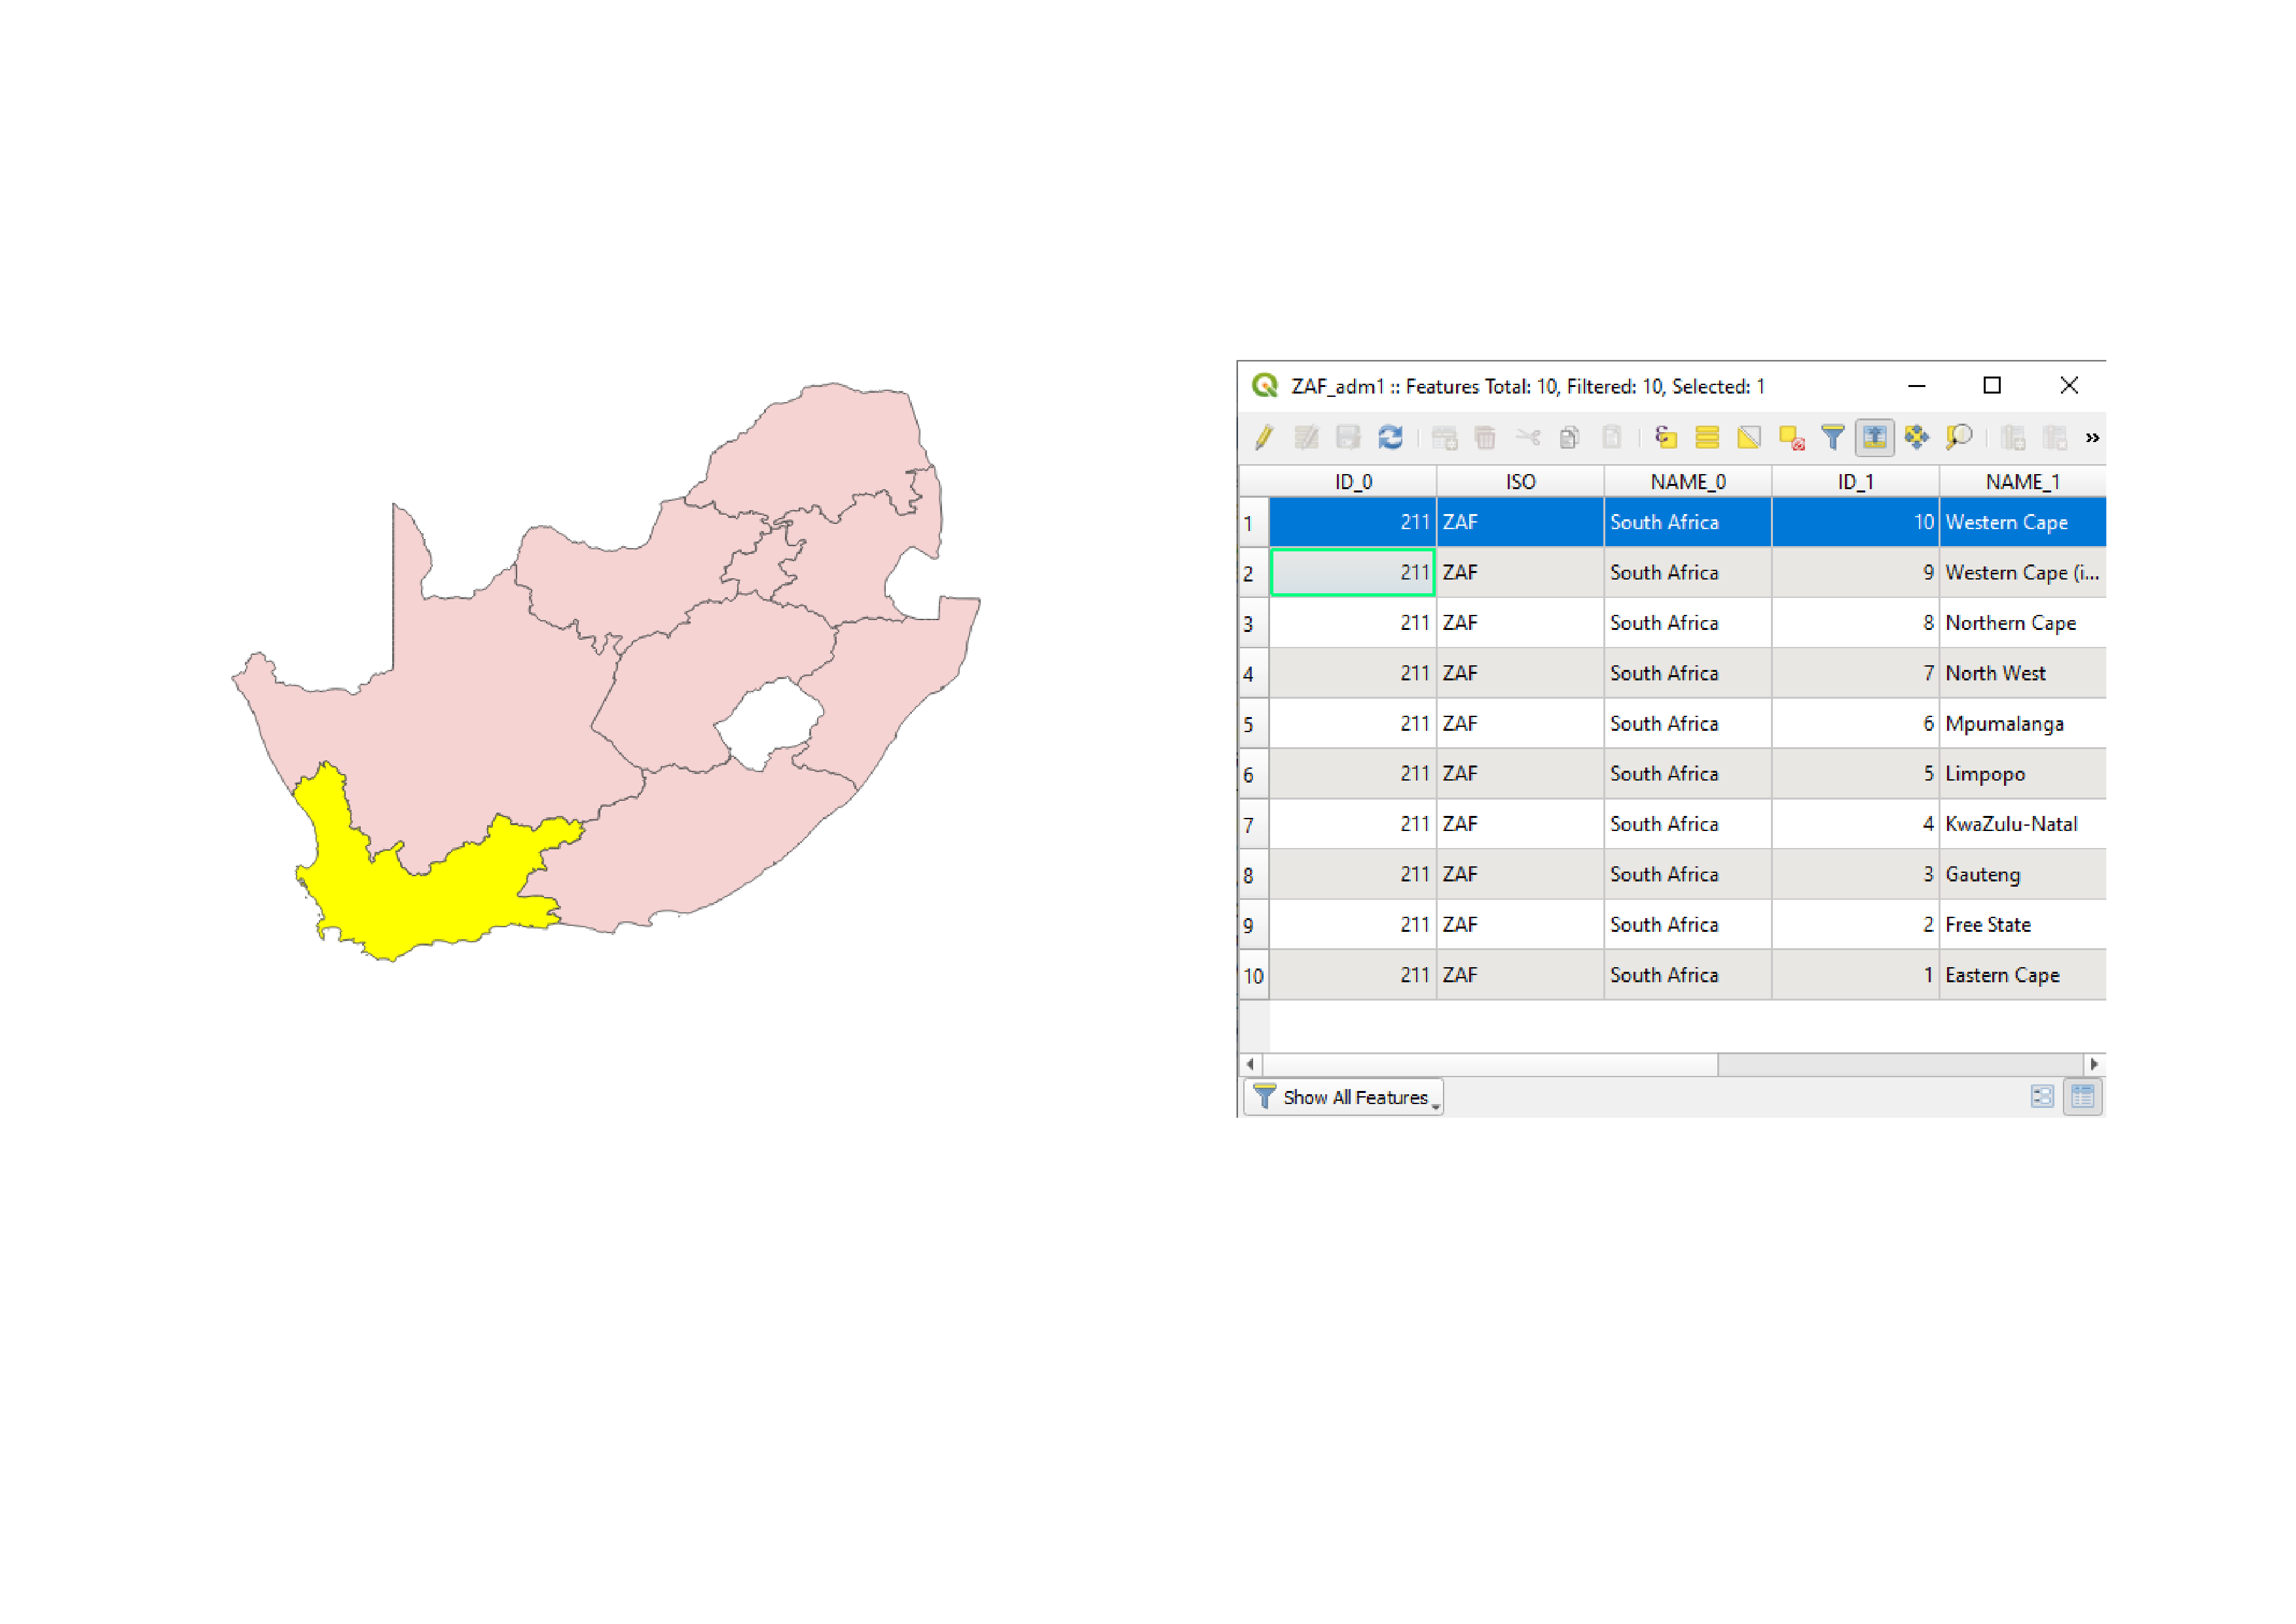 ZAF_adm1 :: Features Total: 10, Filtered: 10, Selected: 1
»
ID_0 ISO NAME_0 ID_1 NAME_1
1 211 ZAF South Africa 10 Western Cape
2 211 ZAF South Africa 9 Western Cape (i...
3 211 ZAF South Africa 8 Northern Cape
4 211 ZAF South Africa 7 North West
5 211 ZAF South Africa 6 Mpumalanga
6 211 ZAF South Africa 5 Limpopo
7 211 ZAF South Africa 4 KwaZulu-Natal
8 211 ZAF South Africa 3 Gauteng
9 211 ZAF South Africa 2 Free State
10 211 ZAF South Africa 1 Eastern Cape
Show All Features